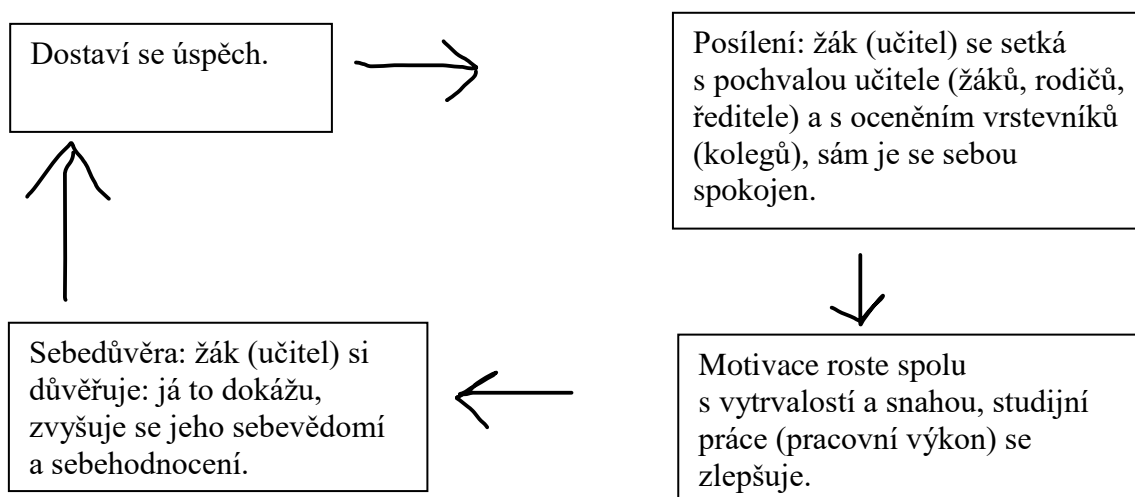 Dostaví se úspěch.
Posílení: žák (učitel) se setká
s pochvalou učitele (žáků, rodičů,
ředitele) a s oceněním vrstevníků
(kolegů), sám je se sebou
spokojen.
Motivace roste spolu
s vytrvalostí a snahou, studijní
práce (pracovní výkon) se
zlepšuje.
Sebedůvěra: žák (učitel) si
důvěřuje: já to dokážu,
zvyšuje se jeho sebevědomí
a sebehodnocení.